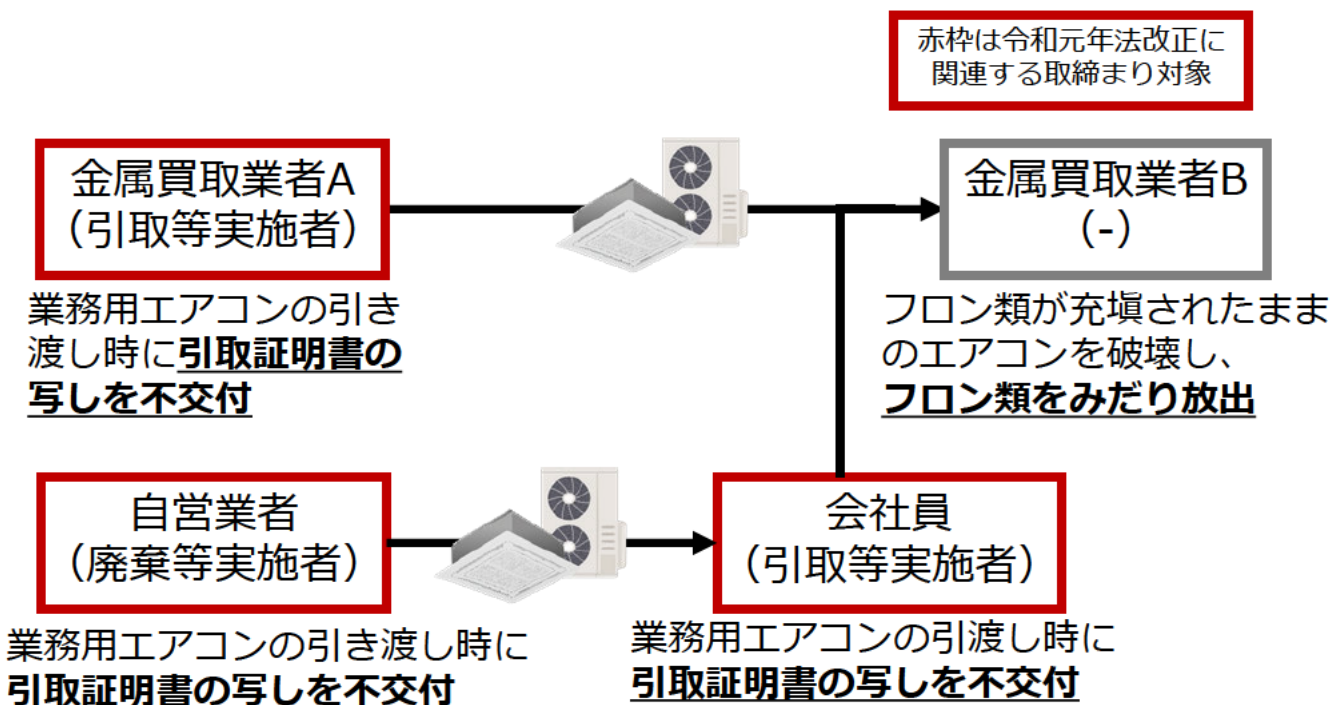 赤枠は令和元年法改正に
関連する取締まり対象
金属買取業者A
（引取等実施者）
業務用エアコンの引き
渡し時に引取証明書の
写しを不交付
金属買取業者B
（-）
フロン類が充塡されたまま
のエアコンを破壊し、
フロン類をみだり放出
自営業者
（廃棄等実施者）
業務用エアコンの引き渡し時に
引取証明書の写しを不交付
会社員
（引取等実施者）
業務用エアコンの引渡し時に
引取証明書の写しを不交付